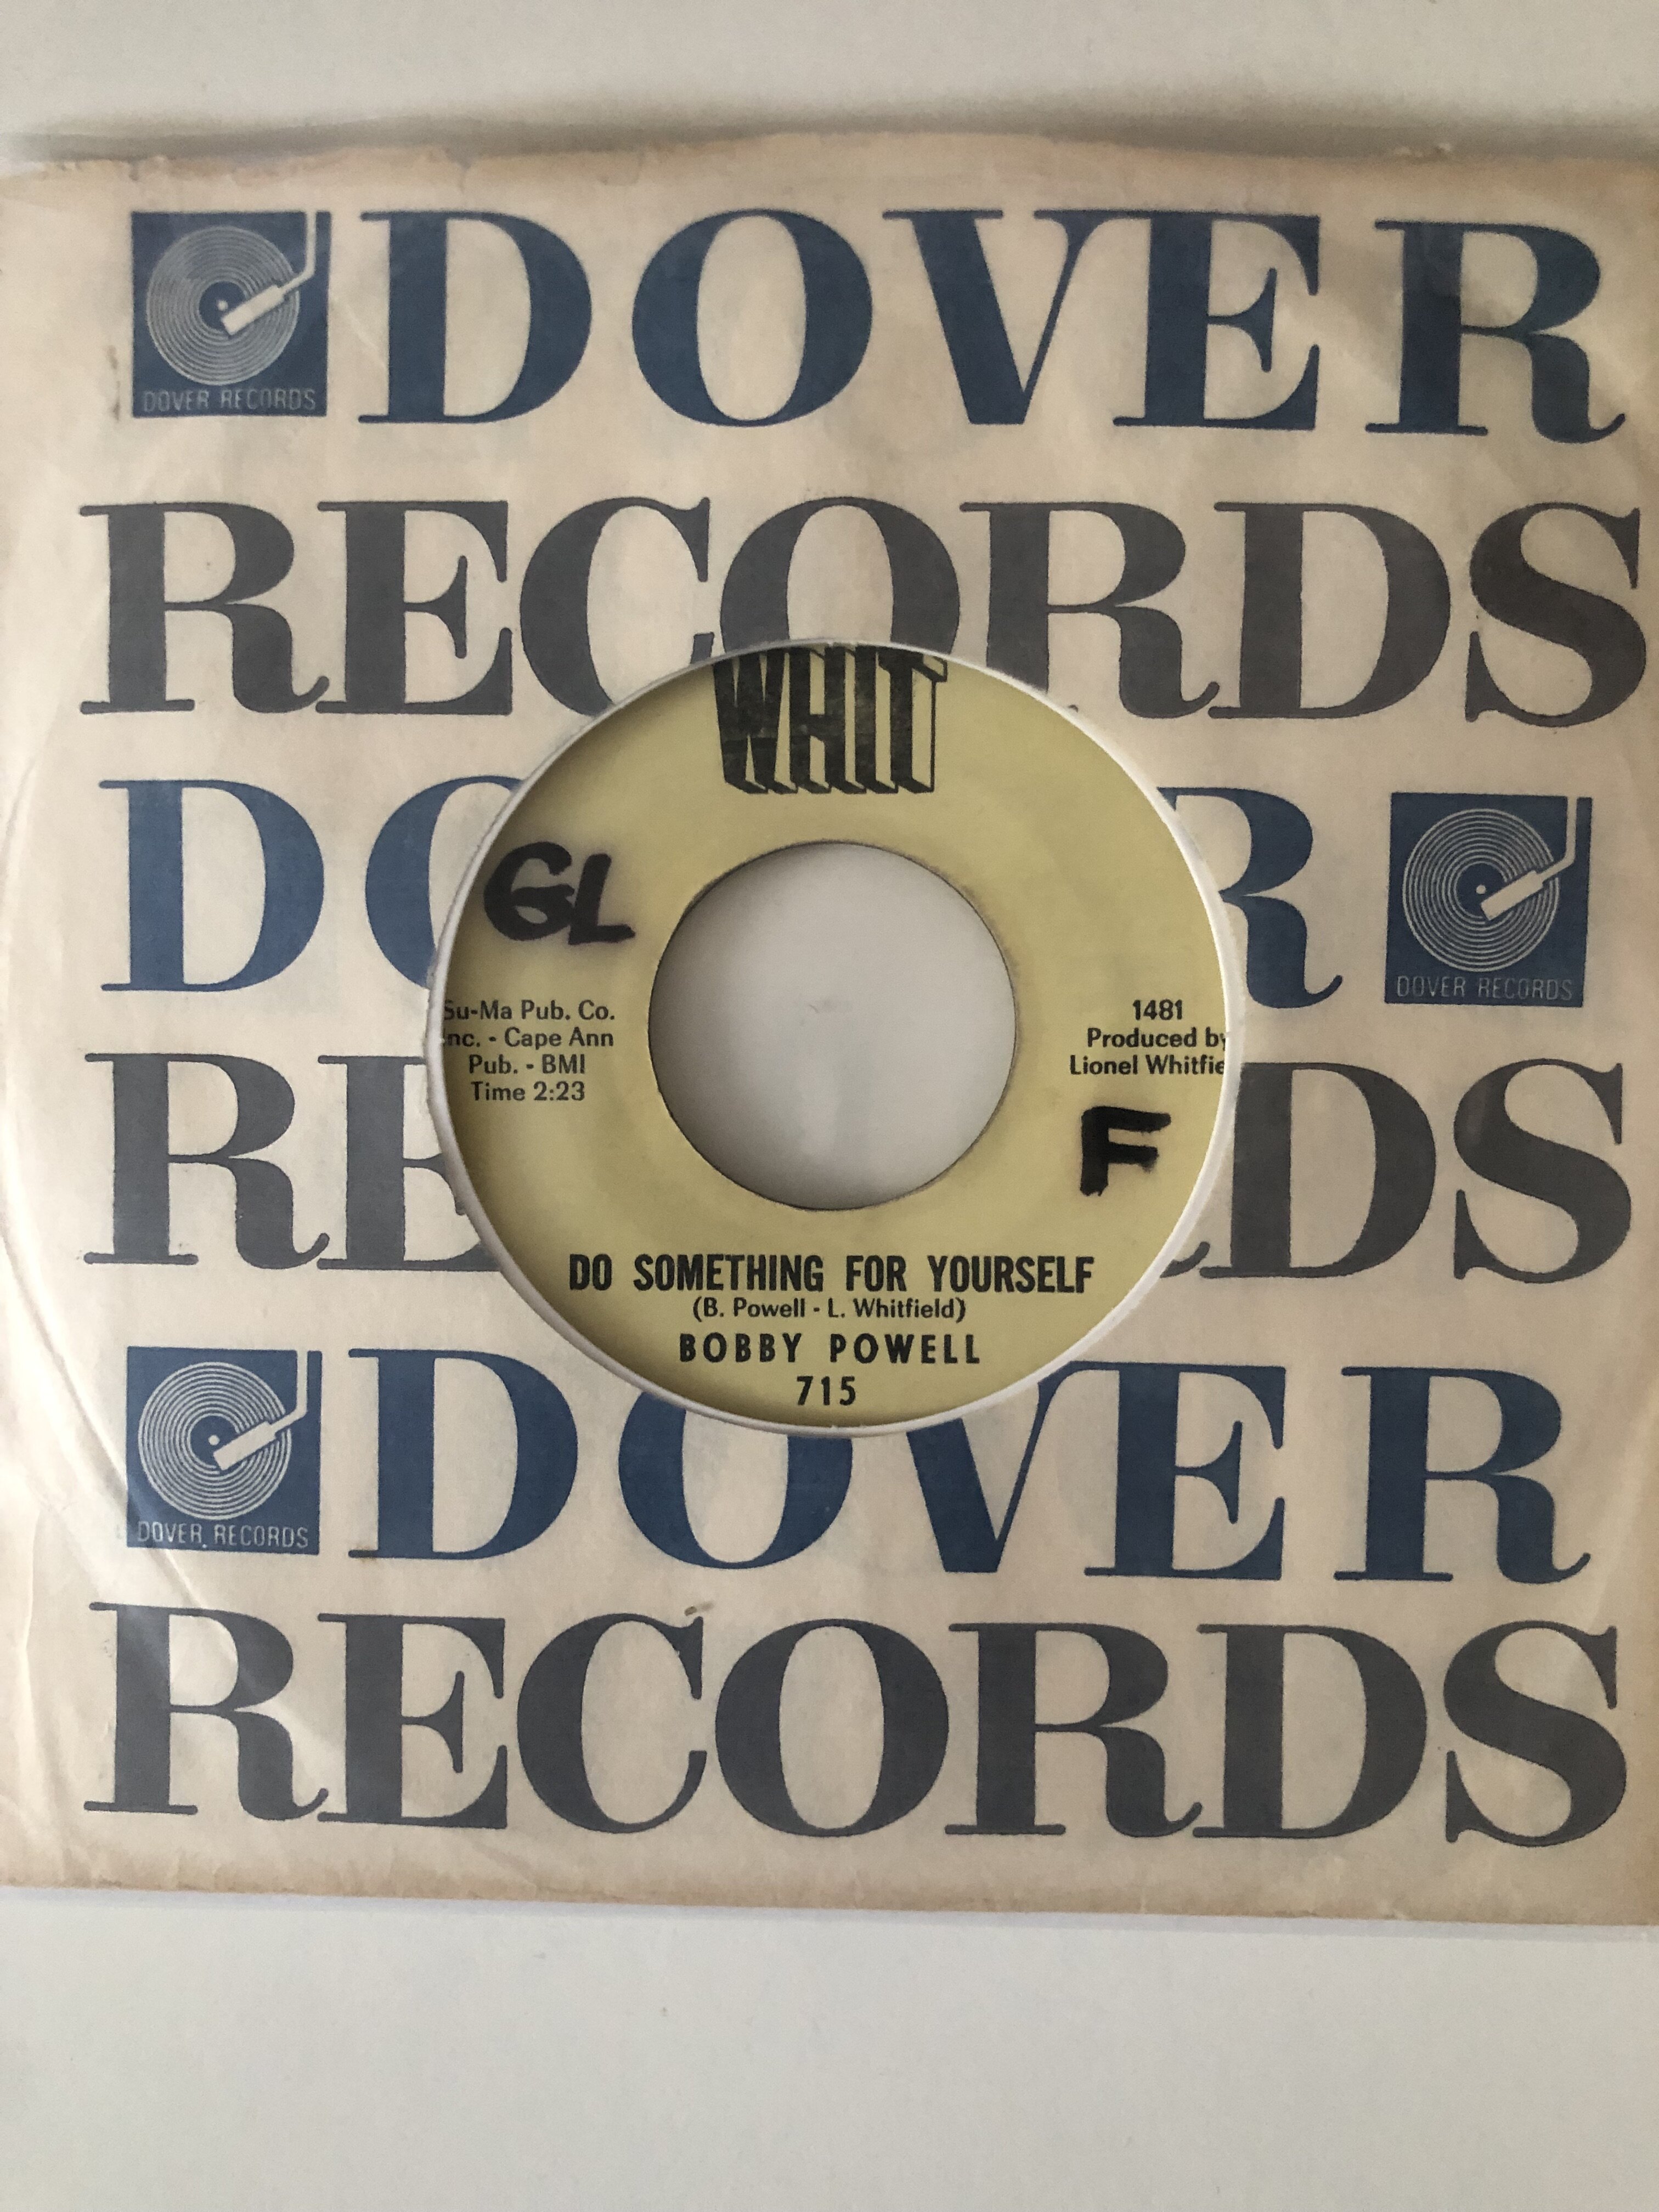 DOVER
DOVER RECORDS
RECORDS
WHIT
GL
DOVER RECORDS
Su-Ma Pub. Co.
Inc. - Cape Ann
Pub. - BMI
Time 2:23
1481
Produced by
Lionel Whitfie
F
DO SOMETHING FOR YOURSELF
(B. Powell - L. Whitfield)
BOBBY POWELL
715
DOVER
DOVER RECORDS
RECORDS